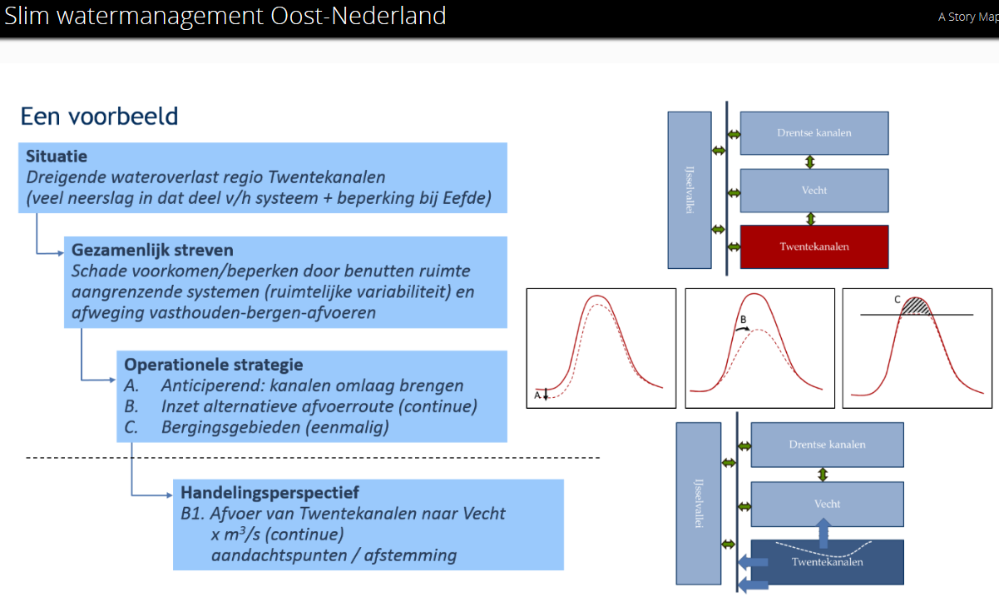 Slim watermanagement Oost-Nederland
A Story Map
Een voorbeeld
Situatie
Dreigende wateroverlast regio Twentekanalen
(veel neerslag in dat deel v/h systeem + beperking bij Eefde)
Gezamenlijk streven
Schade voorkomen/beperken door benutten ruimte
aangrenzende systemen (ruimtelijke variabiliteit) en
afweging vasthouden-bergen-afvoeren
Operationele strategie
A. Anticiperend: kanalen omlaag brengen
B. Inzet alternatieve afvoerroute (continue)
C. Bergingsgebieden (eenmalig)
Handelingsperspectief
B1. Afvoer van Twentekanalen naar Vecht
x m³/s (continue)
aandachtspunten / afstemming
IJsselvallei
Drentse kanalen
Vecht
Twentekanalen
A
B
C
IJsselvallei
Drentse kanalen
Vecht
Twentekanalen